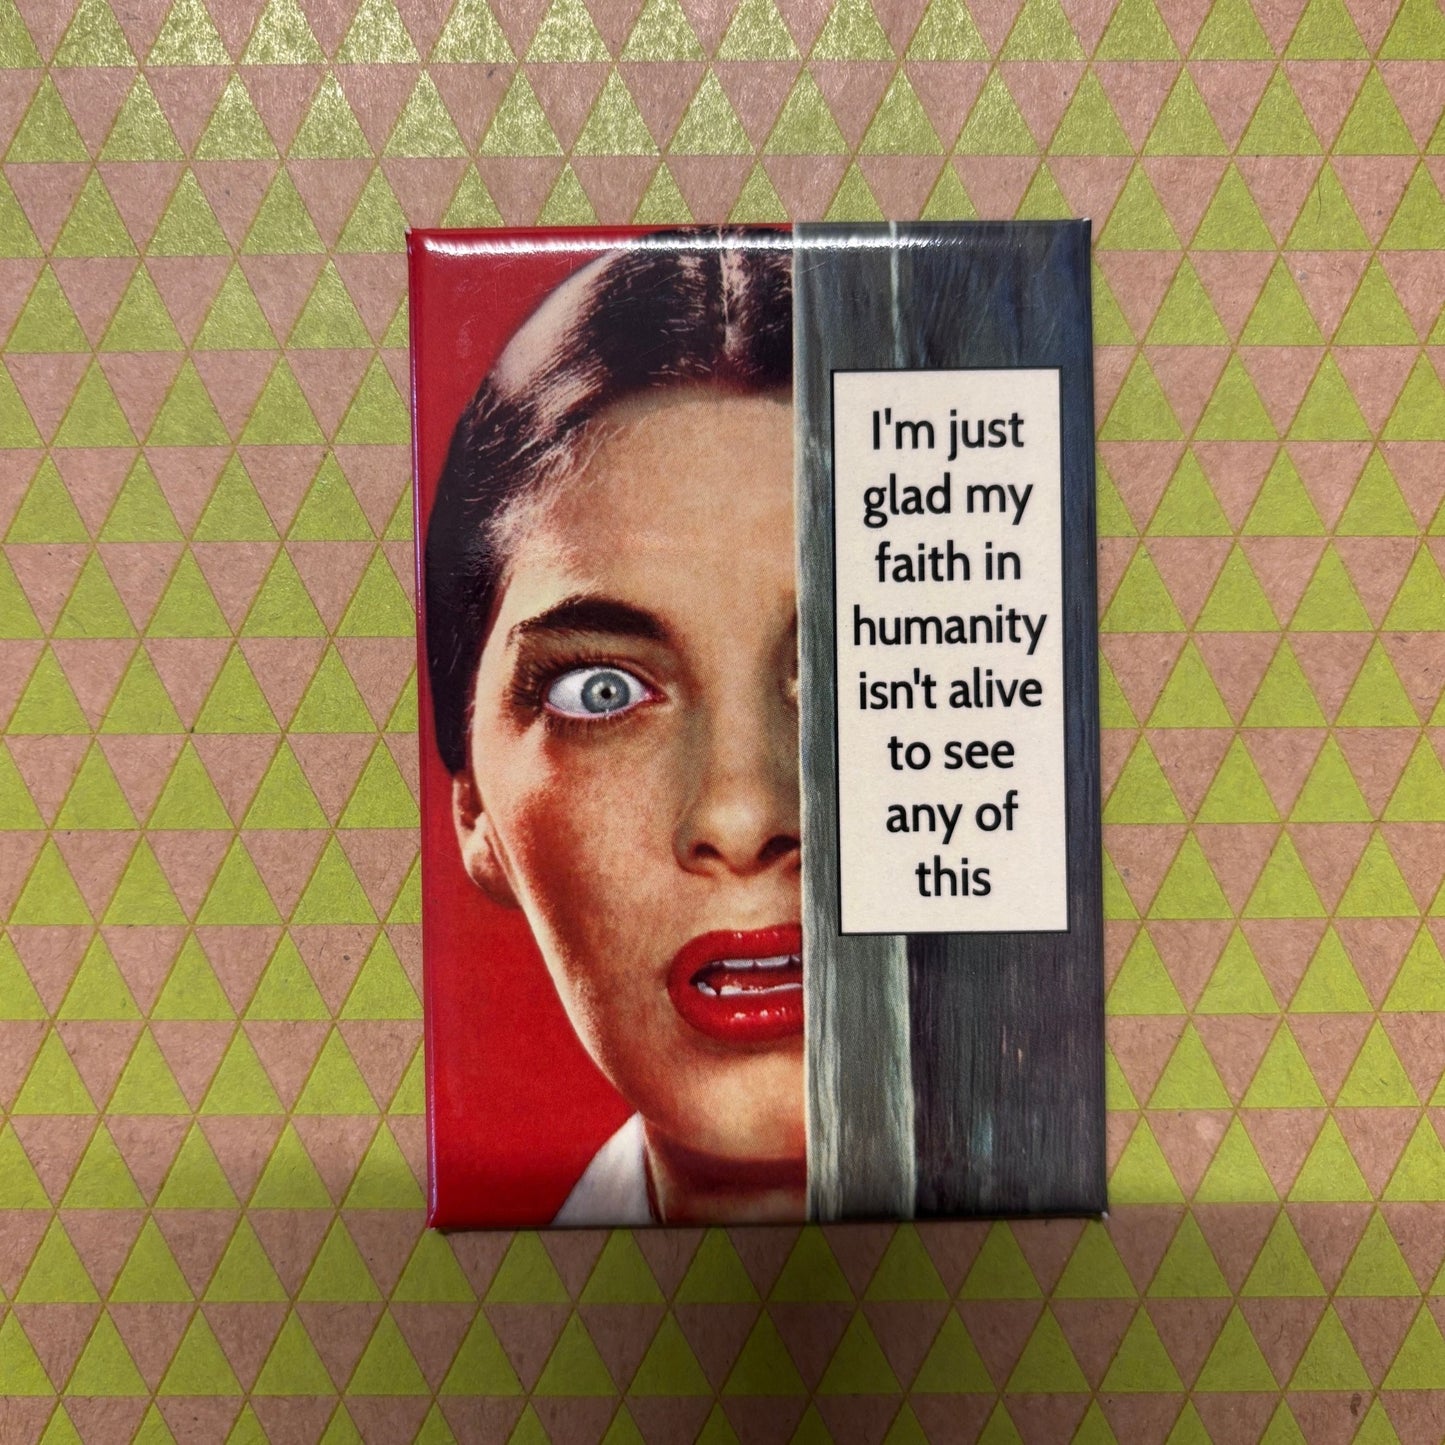 I'm just
glad my
faith in
humanity
isn't alive
to see
any of
this